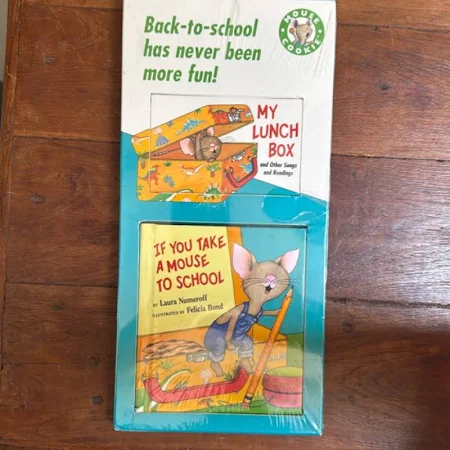 Back-to-school
has never been
more fun!
MOUSE
COOKIE
MY
LUNCH
BOX
and Other Songs
and Readings
IF YOU TAKE
A MOUSE
TO SCHOOL
BY Laura Numeroff
ILLUSTRATED BY Felicia Bond